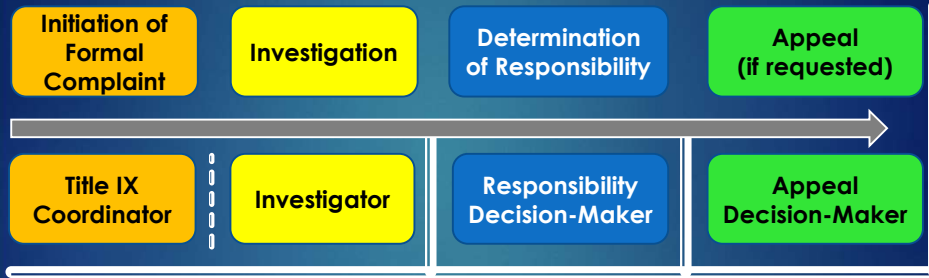 Initiation of
Formal
Complaint
Investigation
Determination
of Responsibility
Appeal
(if requested)
Title IX
Coordinator
Investigator
Responsibility
Decision-Maker
Appeal
Decision-Maker